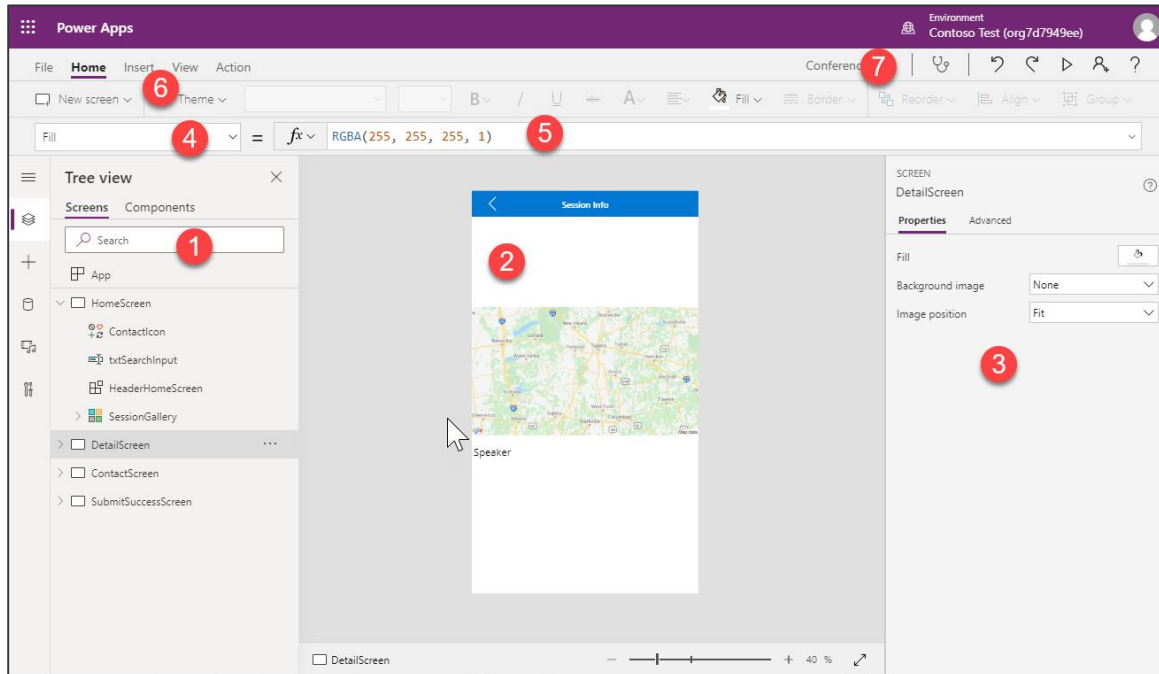 Power Apps
Environment
Contoso Test (org7d7949ee)
File Home Insert View Action
7
6
New screen Theme B / U abc A Fill Border Reorder Align Group
Fill 4 = fx RGBA(255, 255, 255, 1) 5
Tree view
Screens Components
Search 1
App
HomeScreen
ContactIcon
txtSearchInput
HeaderHomeScreen
SessionGallery
DetailScreen ...
ContactScreen
SubmitSuccessScreen
Session Info
2
Speaker
DetailScreen
40 %
SCREEN
DetailScreen
?
Properties Advanced
Fill
Background image None
Image position Fit
3